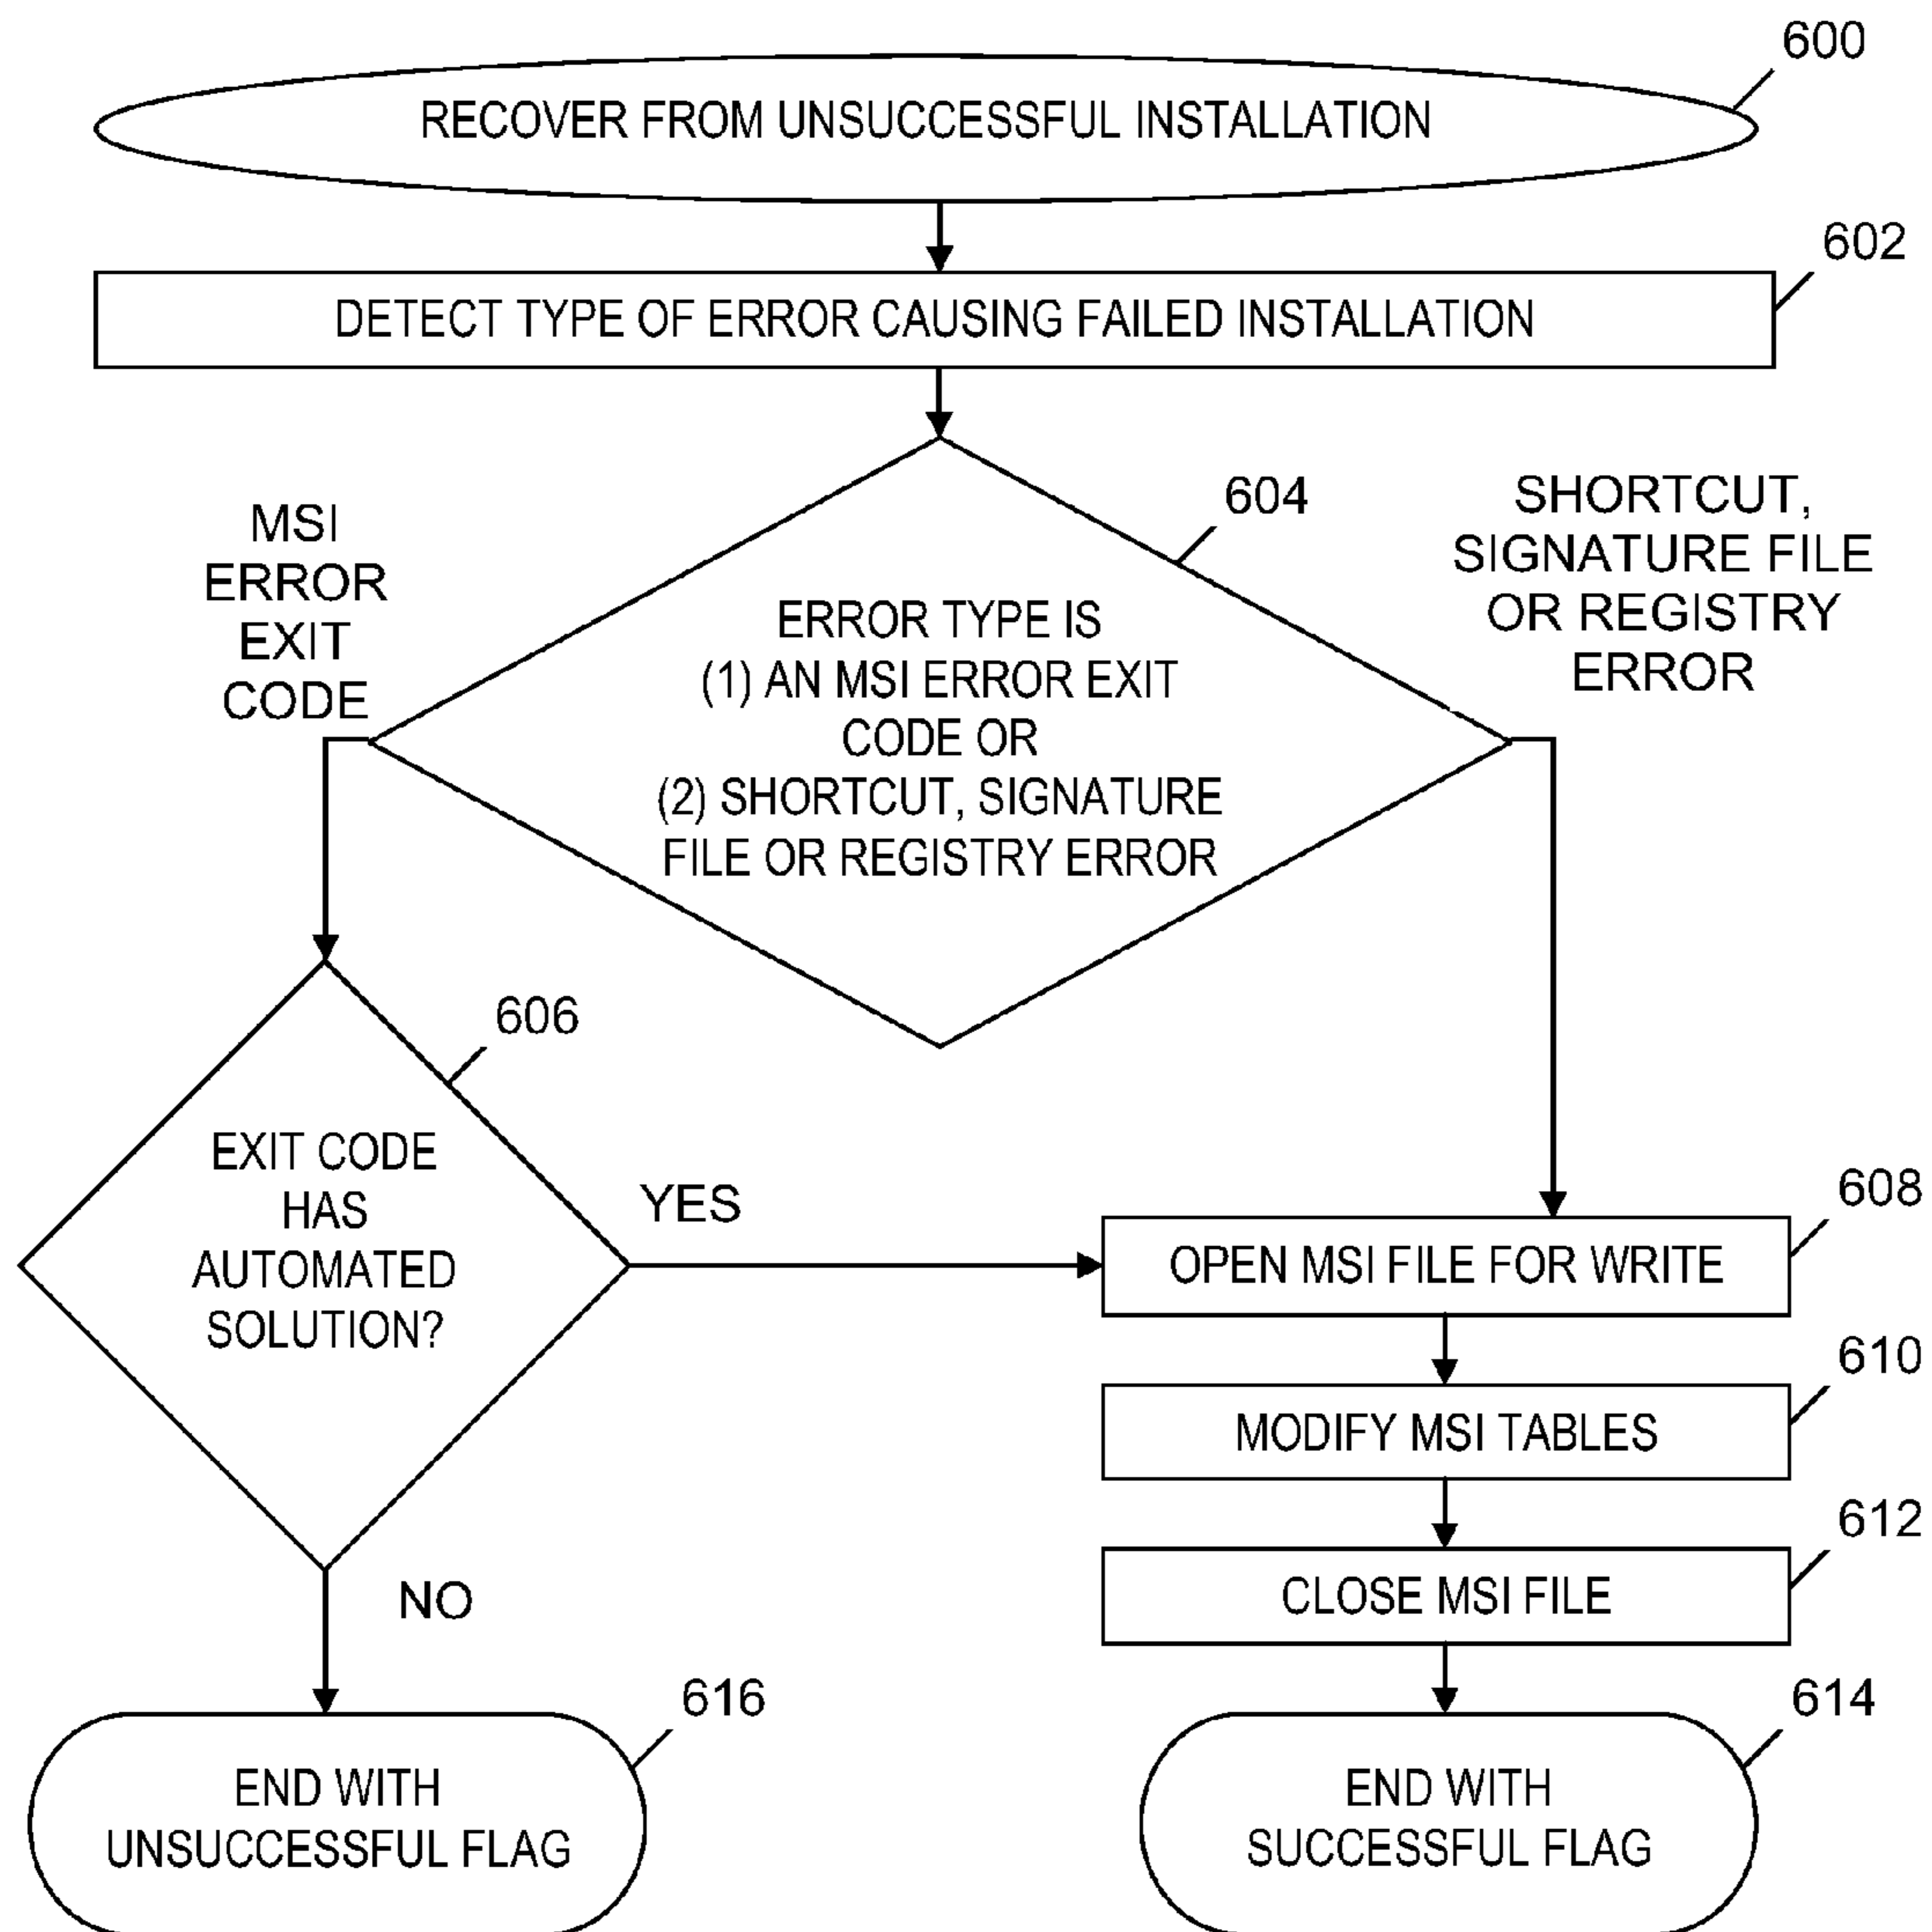 600
RECOVER FROM UNSUCCESSFUL INSTALLATION
602
DETECT TYPE OF ERROR CAUSING FAILED INSTALLATION
604
MSI
ERROR
EXIT
CODE
SHORTCUT,
SIGNATURE FILE
OR REGISTRY
ERROR
ERROR TYPE IS
(1) AN MSI ERROR EXIT
CODE OR
(2) SHORTCUT, SIGNATURE
FILE OR REGISTRY ERROR
606
EXIT CODE
HAS
AUTOMATED
SOLUTION?
YES
608
OPEN MSI FILE FOR WRITE
610
MODIFY MSI TABLES
612
CLOSE MSI FILE
NO
616
END WITH
UNSUCCESSFUL FLAG
614
END WITH
SUCCESSFUL FLAG